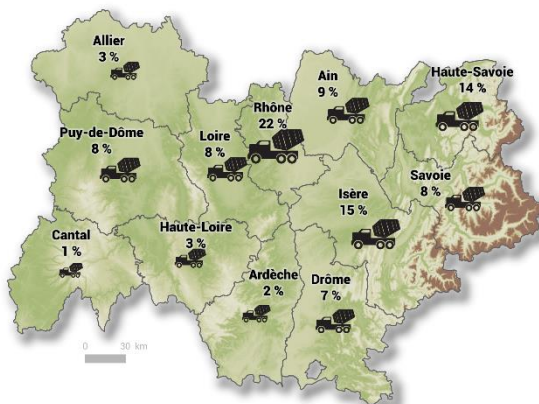 Allier
3 %
Ain
9 %
Haute-Savoie
14 %
Rhône
22 %
Puy-de-Dôme
8 %
Loire
8 %
Savoie
8 %
Isère
15 %
Cantal
1 %
Haute-Loire
3 %
Ardèche
2 %
Drôme
7 %
0 30 km